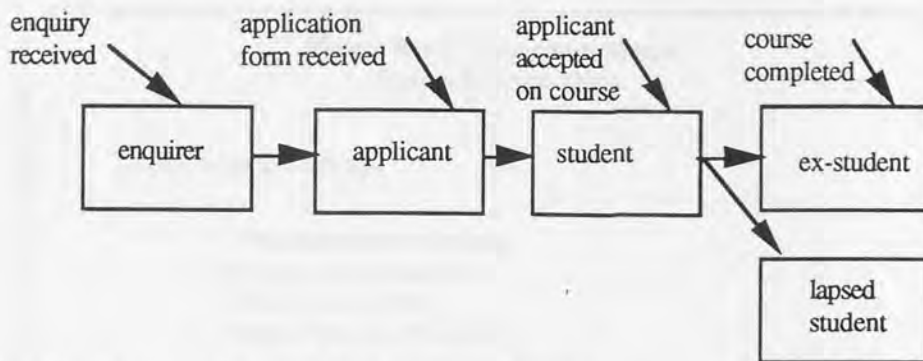 enquiry
received
application
form received
applicant
accepted
on course
course
completed
enquirer
applicant
student
ex-student
lapsed
student